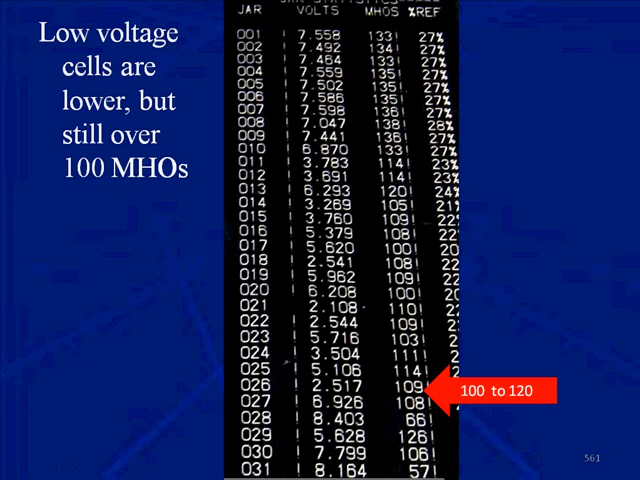 Low voltage
cells are
lower, but
still over
100 MHOs
JAR VOLTS MHOS %REF
001 | 7.558 133| 27%
002 | 7.492 134| 27%
003 | 7.464 133| 27%
004 | 7.559 135| 27%
005 | 7.502 135| 27%
006 | 7.586 135| 27%
007 | 7.598 136| 27%
008 | 7.047 138| 28%
009 | 7.441 136| 27%
010 | 6.870 133| 27%
011 | 3.783 114| 23%
012 | 3.691 114| 23%
013 | 6.293 120| 24%
014 | 3.269 105| 21%
015 | 3.760 109| 22
016 | 5.379 108| 22
017 | 5.620 100| 20
018 | 2.541 108| 22
019 | 5.962 109| 22
020 | 6.208 100| 20
021 | 2.108 110|
022 | 2.544 109|
023 | 5.716 103|
024 | 3.504 111|
025 | 5.106 114|
026 | 2.517 109|
027 | 6.926 108|
028 | 8.403 66|
029 | 5.628 126|
030 | 7.799 106|
031 | 8.164 57|
100 to 120
561